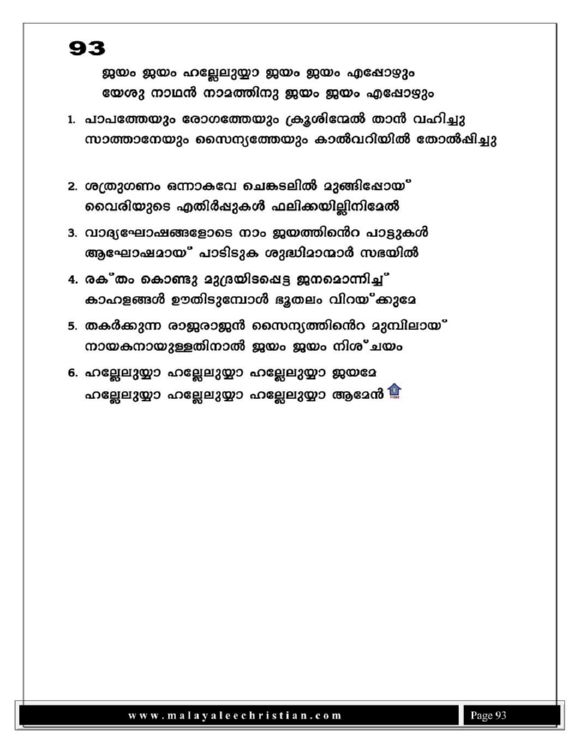 93
ജയം ജയം ഹല്ലേലുയ്യാ ജയം ജയം എപ്പോഴും
യേശു നാഥൻ നാമത്തിനു ജയം ജയം എപ്പോഴും
1. പാപത്തേയും രോഗത്തേയും ക്രൂശിന്മേൽ താൻ വഹിച്ചു
സാത്താനേയും സൈന്യത്തേയും കാൽവറിയിൽ തോൽപ്പിച്ചു
2. ശത്രുഗണം ഒന്നാകവേ ചെങ്കടലിൽ മുങ്ങിപ്പോയ്
വൈരിയുടെ എതിർപ്പുകൾ ഫലിക്കയില്ലിനിമേൽ
3. വാദ്യഘോഷങ്ങളോടെ നാം ജയത്തിൻെറ പാട്ടുകൾ
ആഘോഷമായ് പാടിടുക ശുദ്ധിമാന്മാർ സഭയിൽ
4. രക്തം കൊണ്ടു മുദ്രയിടപ്പെട്ട ജനമൊന്നിച്ച്
കാഹളങ്ങൾ ഊതിടുമ്പോൾ ഭൂതലം വിറയ്ക്കുമേ
5. തകർക്കുന്ന രാജരാജൻ സൈന്യത്തിൻെറ മുമ്പിലായ്
നായകനായുള്ളതിനാൽ ജയം ജയം നിശ്ചയം
6. ഹല്ലേലുയ്യാ ഹല്ലേലുയ്യാ ഹല്ലേലുയ്യാ ജയമേ
ഹല്ലേലുയ്യാ ഹല്ലേലുയ്യാ ഹല്ലേലുയ്യാ ആമേൻ
www.malayaleechristian.com
Page 93